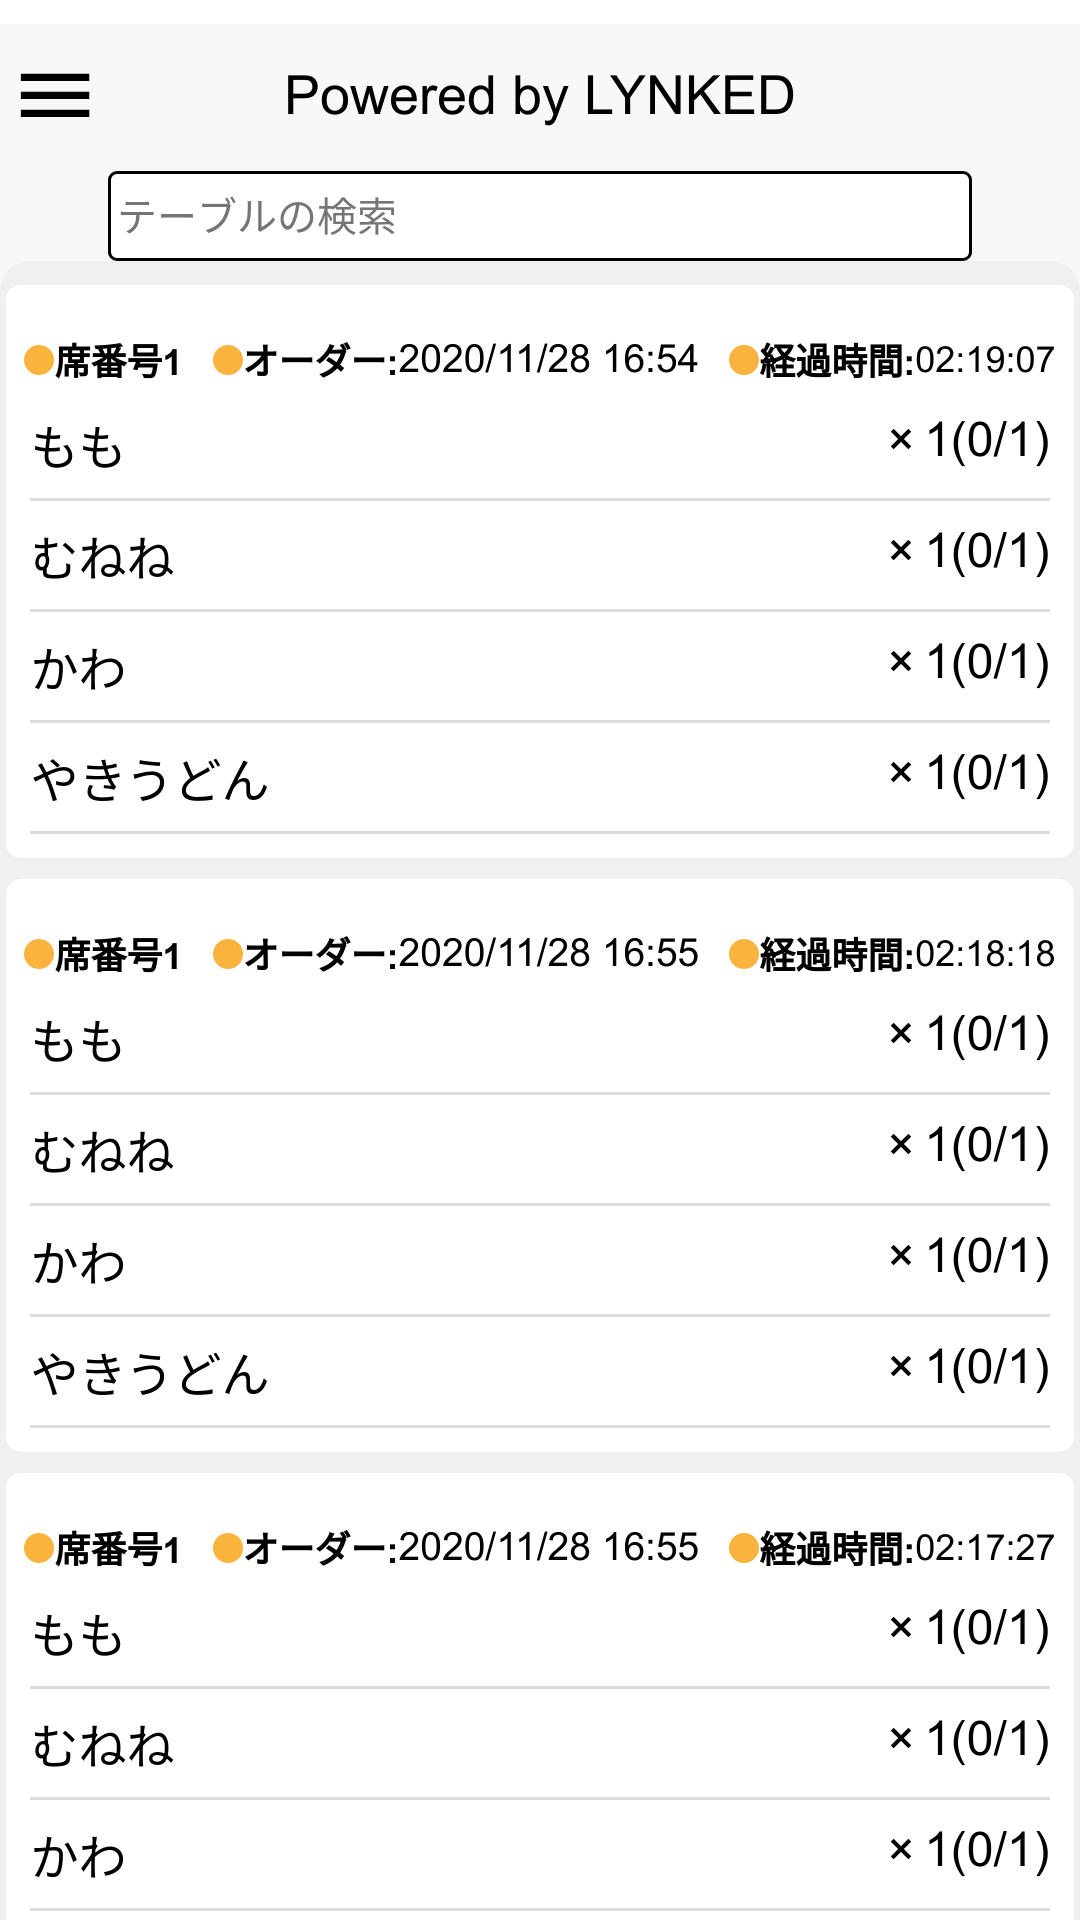 Powered by LYNKED
テーブルの検索
席番号1 オーダー:2020/11/28 16:54 経過時間:02:19:07
もも × 1(0/1)
むねね × 1(0/1)
かわ × 1(0/1)
やきうどん × 1(0/1)
席番号1 オーダー:2020/11/28 16:55 経過時間:02:18:18
もも × 1(0/1)
むねね × 1(0/1)
かわ × 1(0/1)
やきうどん × 1(0/1)
席番号1 オーダー:2020/11/28 16:55 経過時間:02:17:27
もも × 1(0/1)
むねね × 1(0/1)
かわ × 1(0/1)